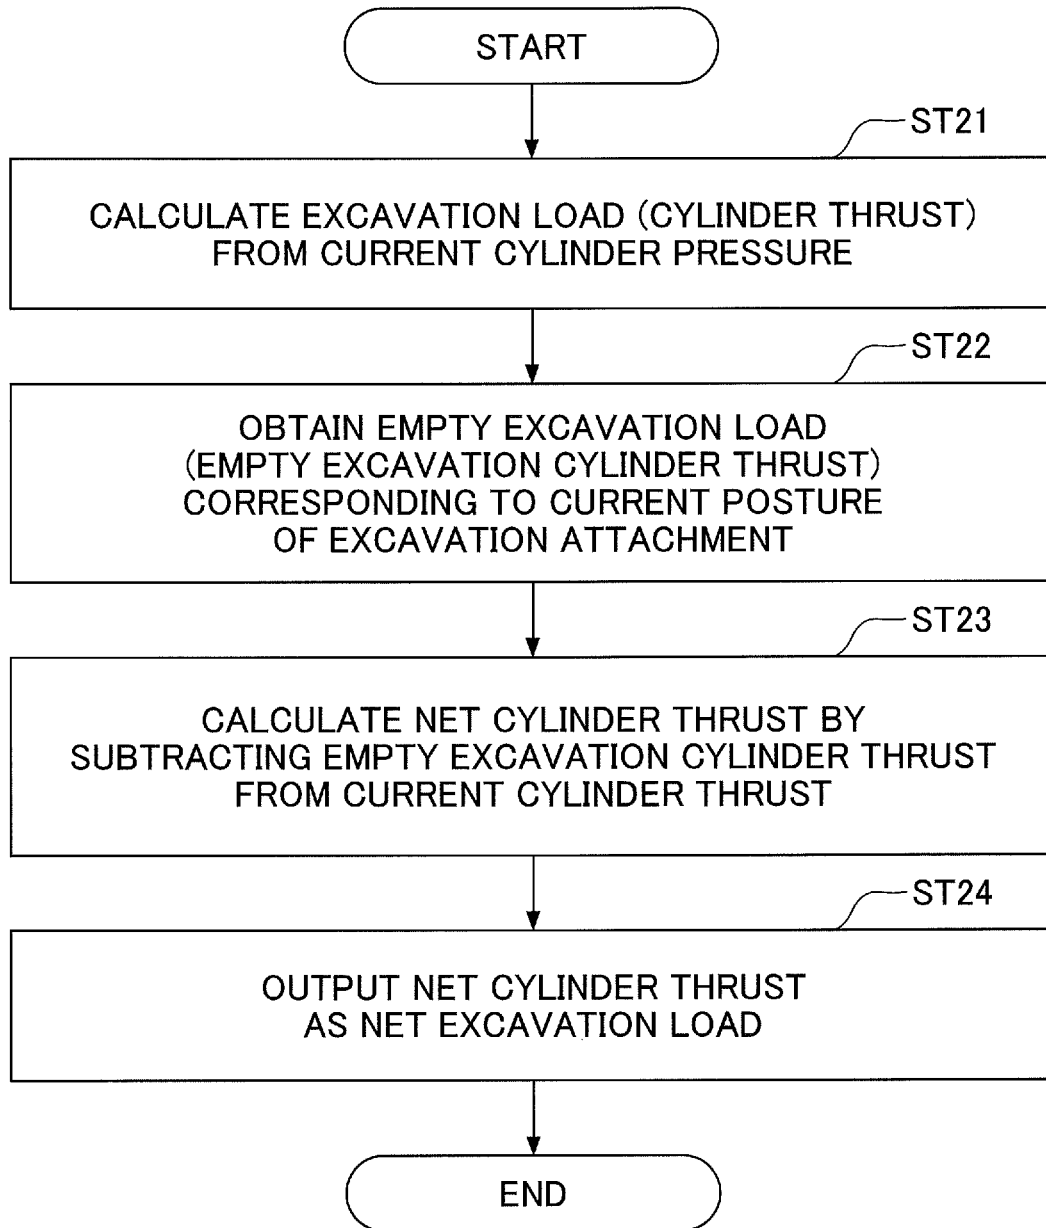 START
ST21
CALCULATE EXCAVATION LOAD (CYLINDER THRUST)
FROM CURRENT CYLINDER PRESSURE
ST22
OBTAIN EMPTY EXCAVATION LOAD
(EMPTY EXCAVATION CYLINDER THRUST)
CORRESPONDING TO CURRENT POSTURE
OF EXCAVATION ATTACHMENT
ST23
CALCULATE NET CYLINDER THRUST BY
SUBTRACTING EMPTY EXCAVATION CYLINDER THRUST
FROM CURRENT CYLINDER THRUST
ST24
OUTPUT NET CYLINDER THRUST
AS NET EXCAVATION LOAD
END